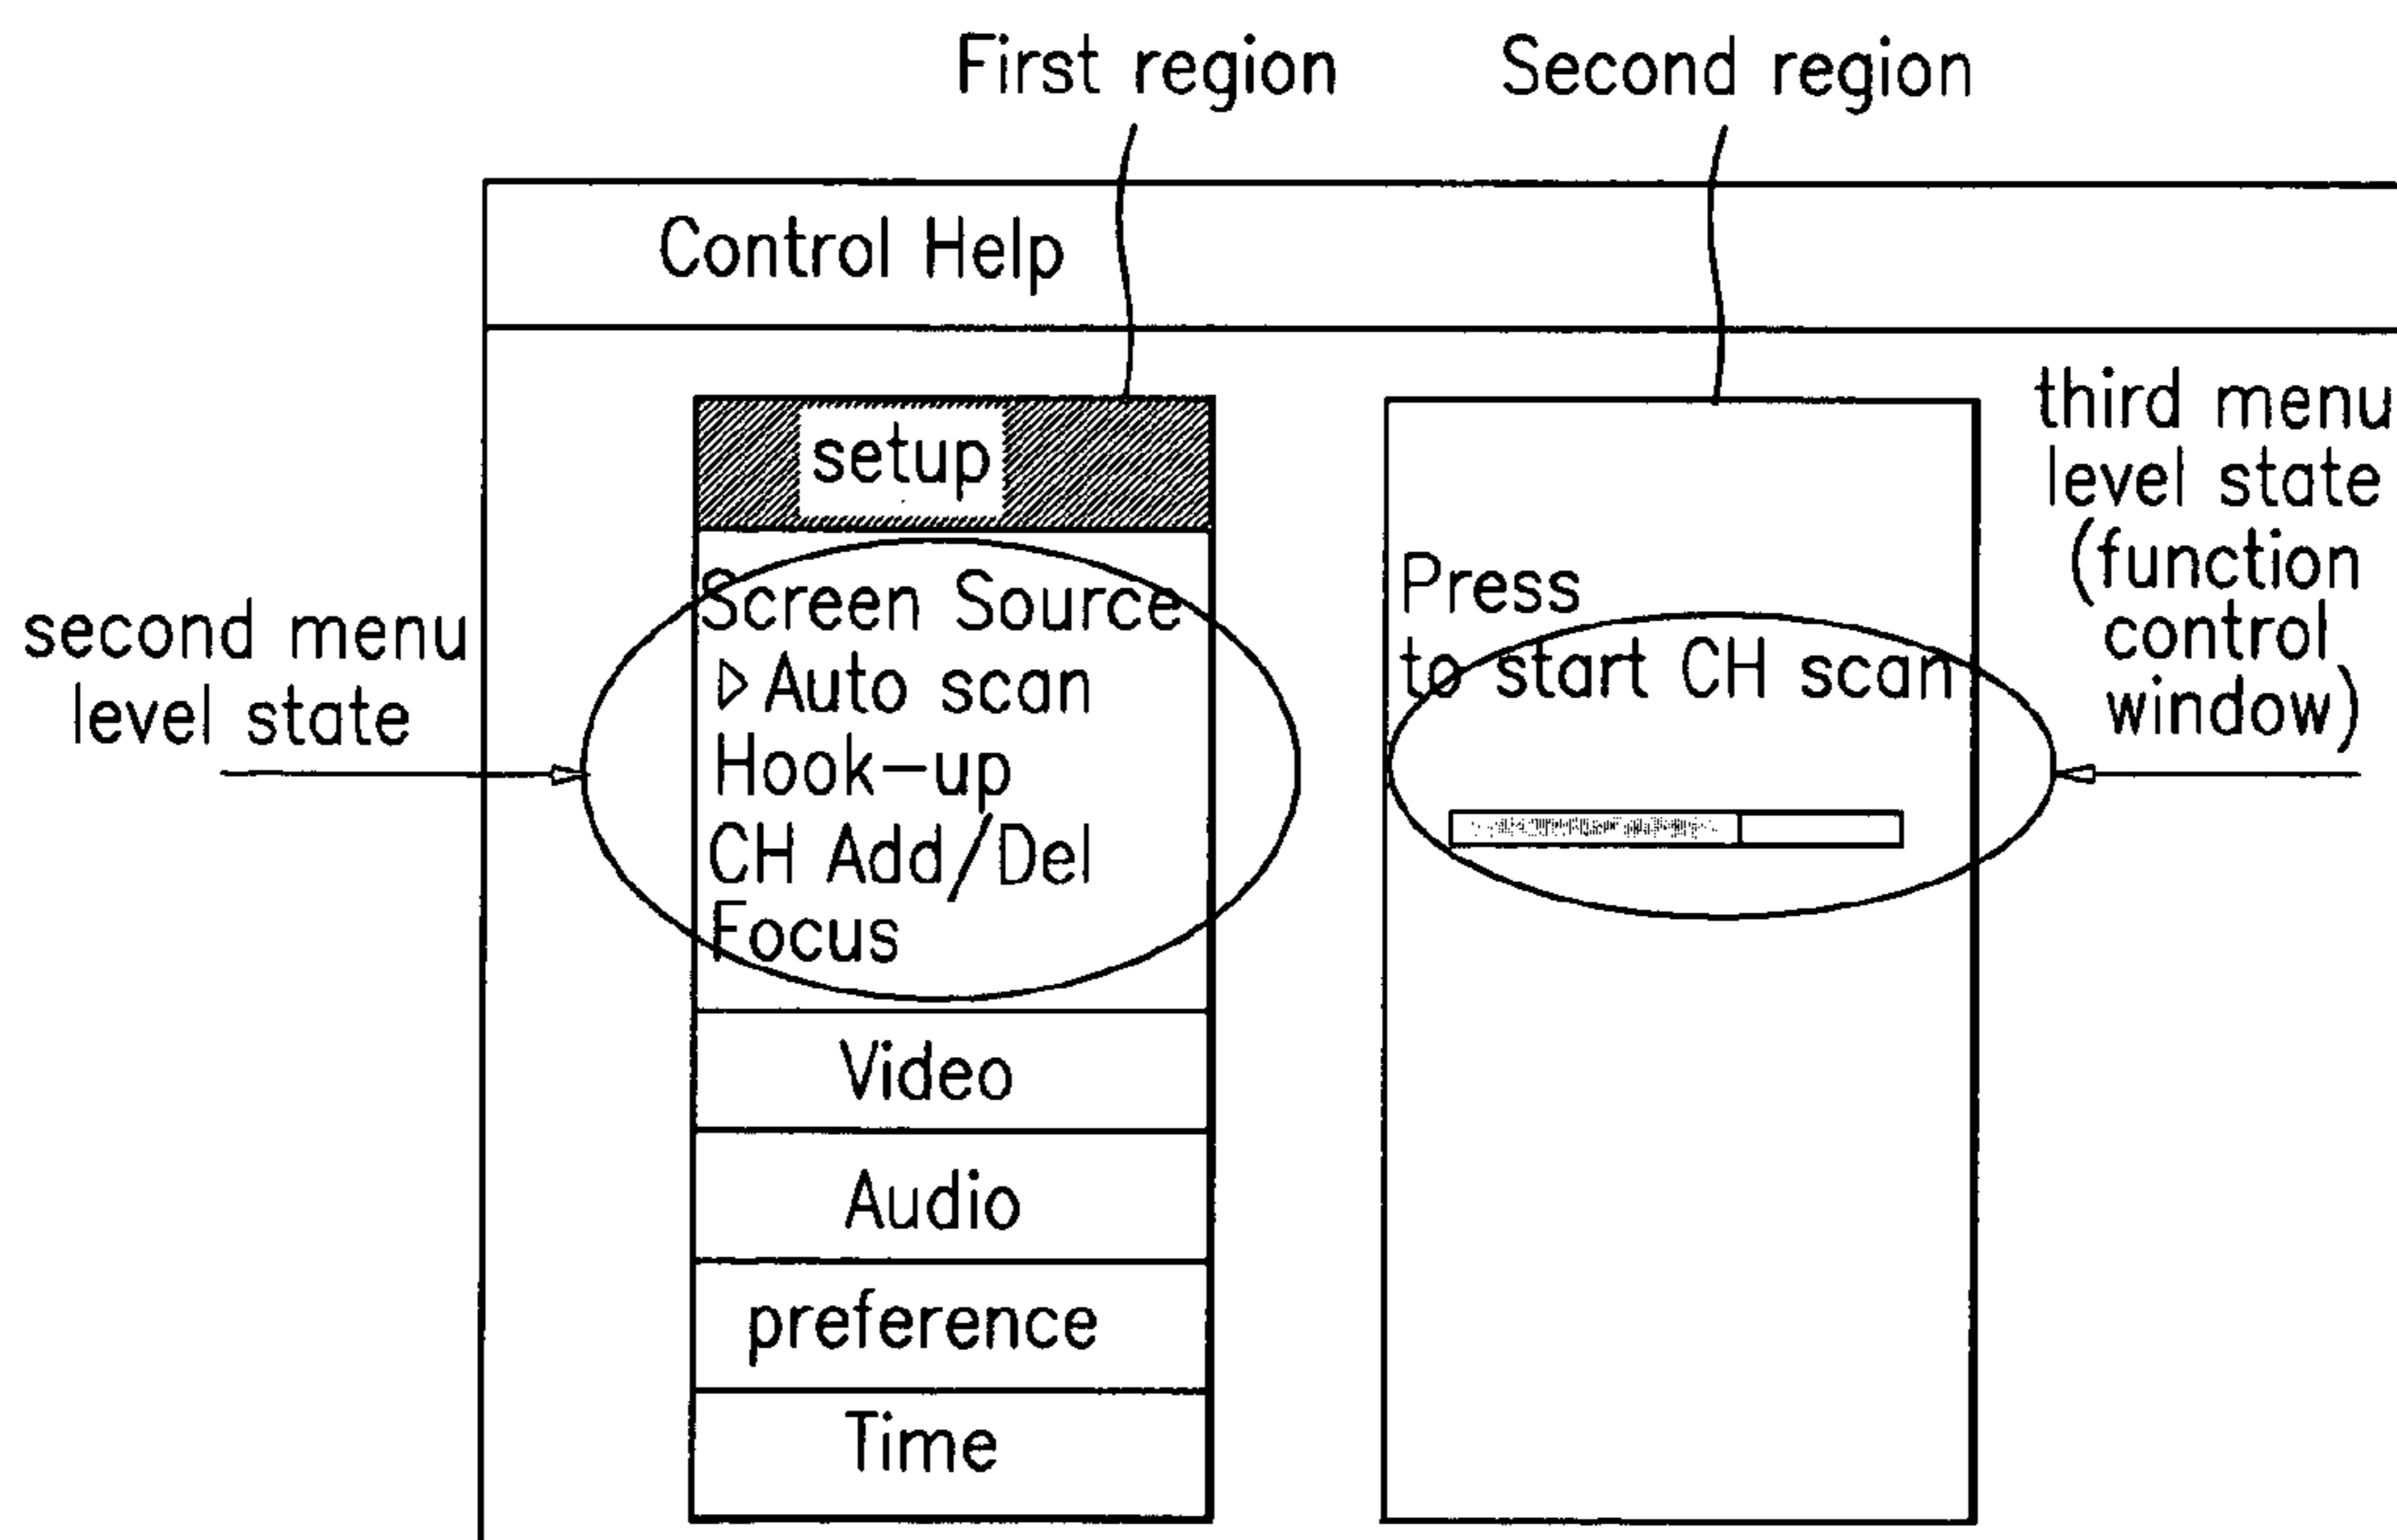 First region
Second region
Control Help
setup
Screen Source
▷Auto scan
Hook-up
CH Add/Del
Focus
Video
Audio
preference
Time
second menu
level state
Press
to start CH scan
third menu
level state
(function
control
window)